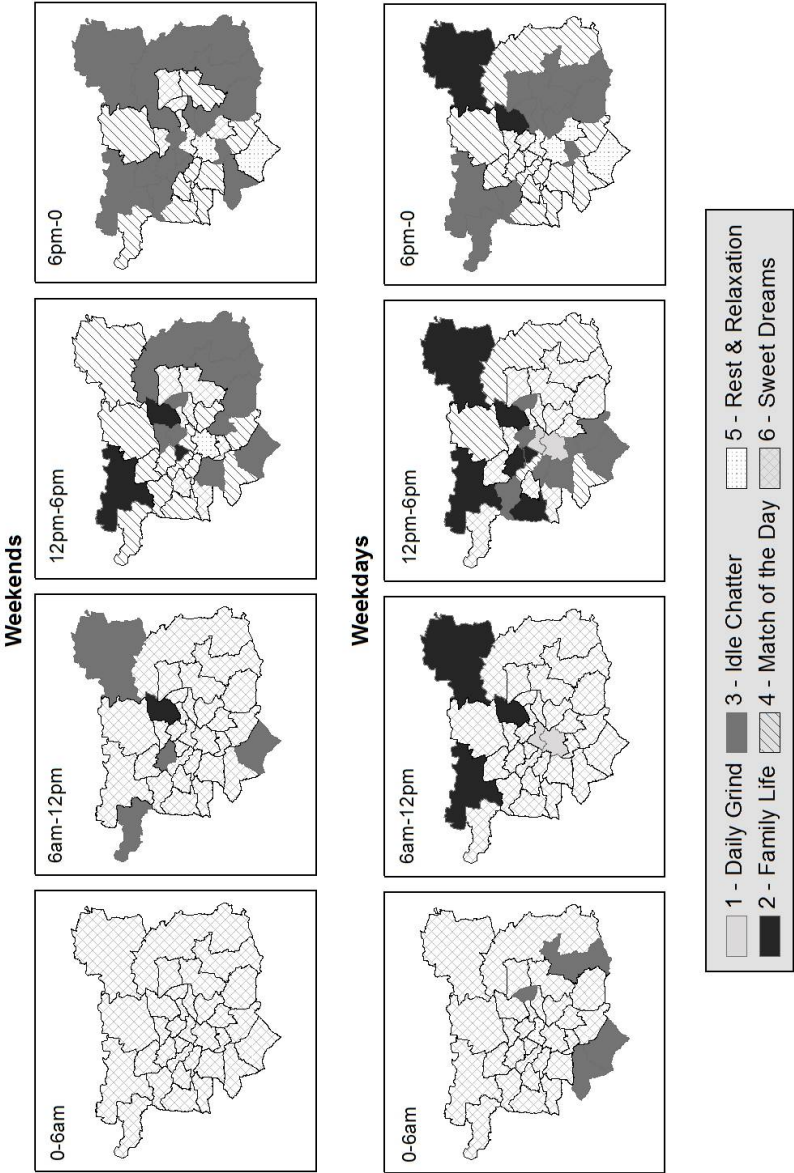 Weekends
0-6am
6am-12pm
12pm-6pm
6pm-0
Weekdays
0-6am
6am-12pm
12pm-6pm
6pm-0
1 - Daily Grind
3 - Idle Chatter
5 - Rest & Relaxation
2 - Family Life
4 - Match of the Day
6 - Sweet Dreams